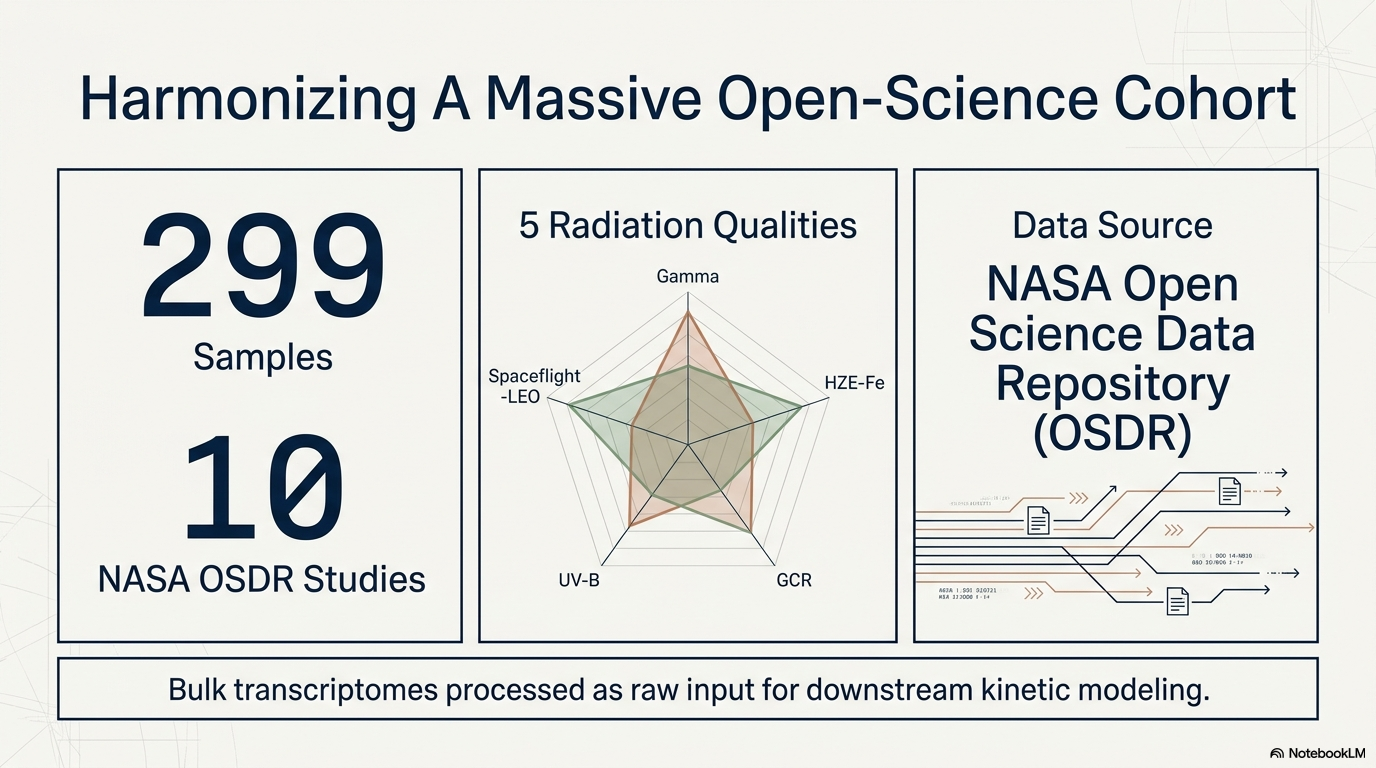 Harmonizing A Massive Open-Science Cohort
299
Samples
10
NASA OSDR Studies
5 Radiation Qualities
Gamma
HZE-Fe
GCR
UV-B
Spaceflight
-LEO
Data Source
NASA Open
Science Data
Repository
(OSDR)
Bulk transcriptomes processed as raw input for downstream kinetic modeling.
NotebookLM